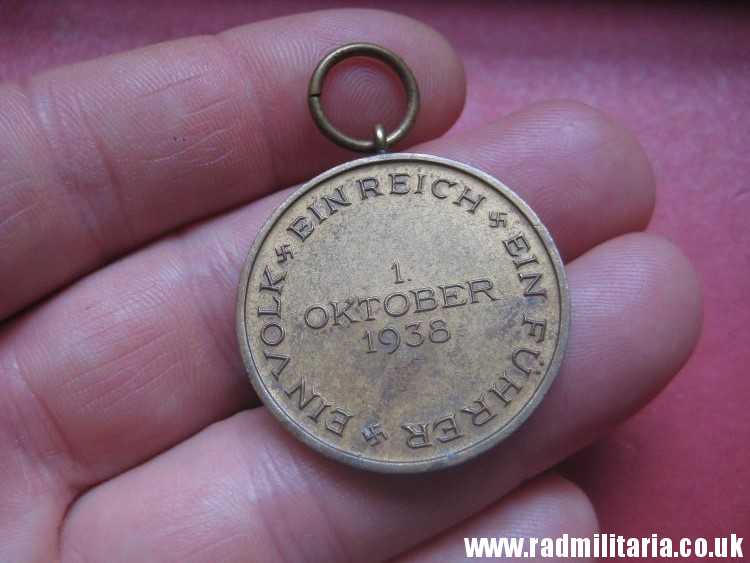 EIN VOLK EIN REICH EIN FÜHRER
1.
OKTOBER
1938
www.radmilitaria.co.uk